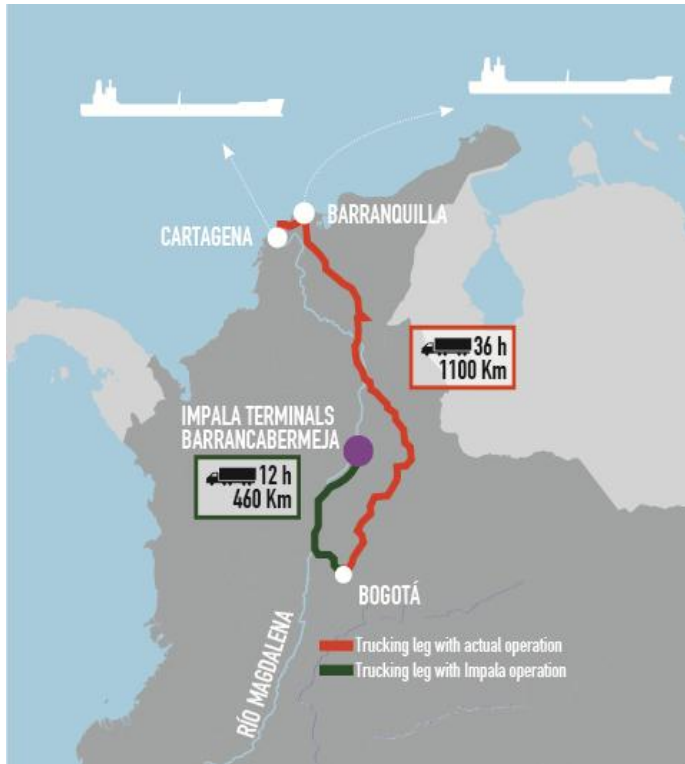 BARRANQUILLA
CARTAGENA
36 h
1100 Km
IMPALA TERMINALS
BARRANCABERMEJA
12 h
460 Km
BOGOTÁ
RÍO MAGDALENA
Trucking leg with actual operation
Trucking leg with Impala operation